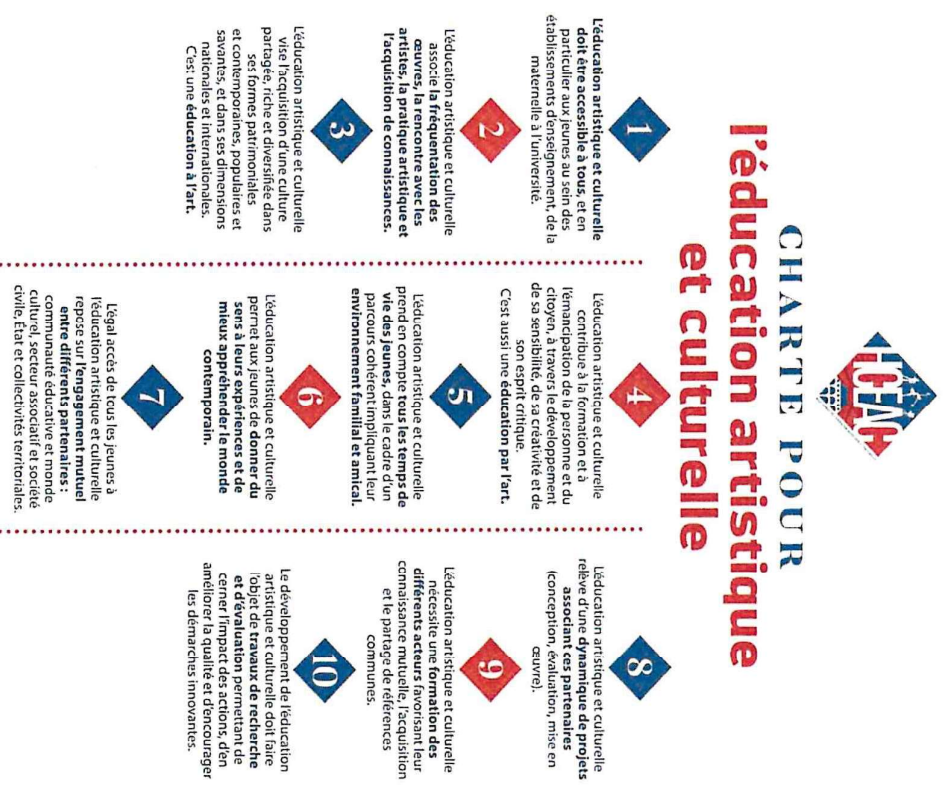 HCEAC
CHARTE POUR
l'éducation artistique
et culturelle
1
L'éducation artistique et culturelle
doit être accessible à tous, et en
particulier aux jeunes au sein des
établissements d'enseignement, de la
maternelle à l'université.
2
L'éducation artistique et culturelle
associe la fréquentation des
œuvres, la rencontre avec les
artistes, la pratique artistique et
l'acquisition de connaissances.
3
L'éducation artistique et culturelle
vise l'acquisition d'une culture
partagée, riche et diversifiée dans
ses formes patrimoniales
et contemporaines, populaires et
savantes, et dans ses dimensions
nationales et internationales.
C'est une éducation à l'art.
4
L'éducation artistique et culturelle
contribue à la formation et à
l'émancipation de la personne et du
citoyen, à travers le développement
de sa sensibilité, de sa créativité et de
son esprit critique.
C'est aussi une éducation par l'art.
5
L'éducation artistique et culturelle
prend en compte tous les temps de
vie des jeunes, dans le cadre d'un
parcours cohérent impliquant leur
environnement familial et amical.
6
L'éducation artistique et culturelle
permet aux jeunes de donner du
sens à leurs expériences et de
mieux appréhender le monde
contemporain.
7
L'égal accès de tous les jeunes à
l'éducation artistique et culturelle
repose sur l'engagement mutuel
entre différents partenaires :
communauté éducative et monde
culturel, secteur associatif et société
civile, État et collectivités territoriales.
8
L'éducation artistique et culturelle
relève d'une dynamique de projets
associant ces partenaires
(conception, évaluation, mise en
œuvre).
9
L'éducation artistique et culturelle
nécessite une formation des
différents acteurs favorisant leur
connaissance mutuelle, l'acquisition
et le partage de références
communes.
10
Le développement de l'éducation
artistique et culturelle doit faire
l'objet de travaux de recherche
et d'évaluation permettant de
cerner l'impact des actions, d'en
améliorer la qualité et d'encourager
les démarches innovantes.